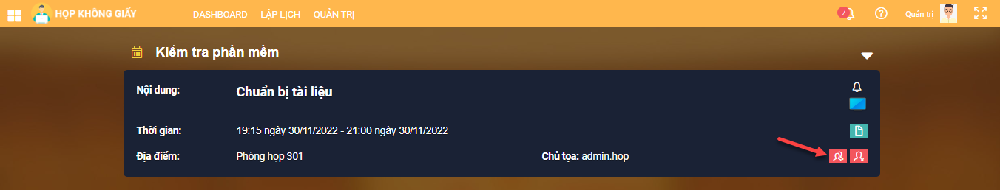 HỌP KHÔNG GIẤY DASHBOARD LẬP LỊCH QUẢN TRỊ 7 Quản trị
Kiểm tra phần mềm
Nội dung: Chuẩn bị tài liệu
Thời gian: 19:15 ngày 30/11/2022 - 21:00 ngày 30/11/2022
Địa điểm: Phòng họp 301 Chủ tọa: admin.hop